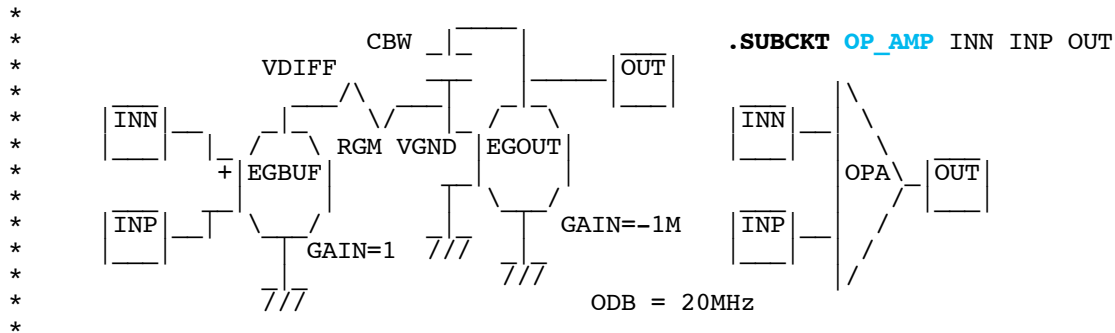 *
* CBW .SUBCKT OP_AMP INN INP OUT
* VDIFF OUT
*
* INN RGM VGND EGOUT INN
* + EGBUF OPA OUT
*
* INP GAIN=-1M INP
* GAIN=1
*
* ODB = 20MHz
*